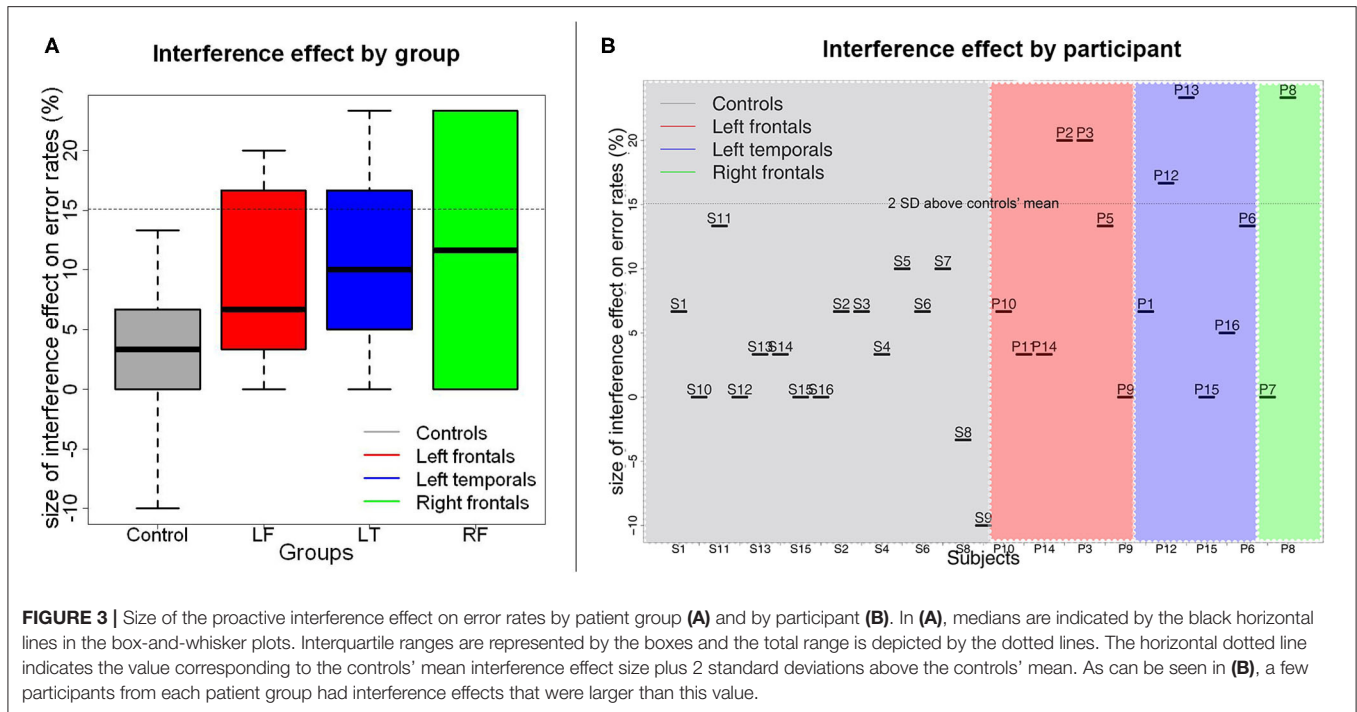 A
Interference effect by group
size of interference effect on error rates (%)
20
15
10
5
0
-5
-10
Controls
Left frontals
Left temporals
Right frontals
Control LF LT RF
Groups
B
Interference effect by participant
size of interference effect on error rates (%)
20
15
10
5
0
-5
-10
Controls
Left frontals
Left temporals
Right frontals
2 SD above controls' mean
P13 P8
P2 P3
P12
S11 P5 P6
S5 S7
S1 S2 S3 S6 P10 P1
P16
S13 S14 S4 P11 P14
S10 S12 S15 S16 P9 P15 P7
S8
S9
S1 S11 S13 S15 S2 S4 S6 S8 P10 P14 P3 P9 P12 P15 P6 P8
Subjects
FIGURE 3 | Size of the proactive interference effect on error rates by patient group (A) and by participant (B). In (A), medians are indicated by the black horizontal
lines in the box-and-whisker plots. Interquartile ranges are represented by the boxes and the total range is depicted by the dotted lines. The horizontal dotted line
indicates the value corresponding to the controls' mean interference effect size plus 2 standard deviations above the controls' mean. As can be seen in (B), a few
participants from each patient group had interference effects that were larger than this value.